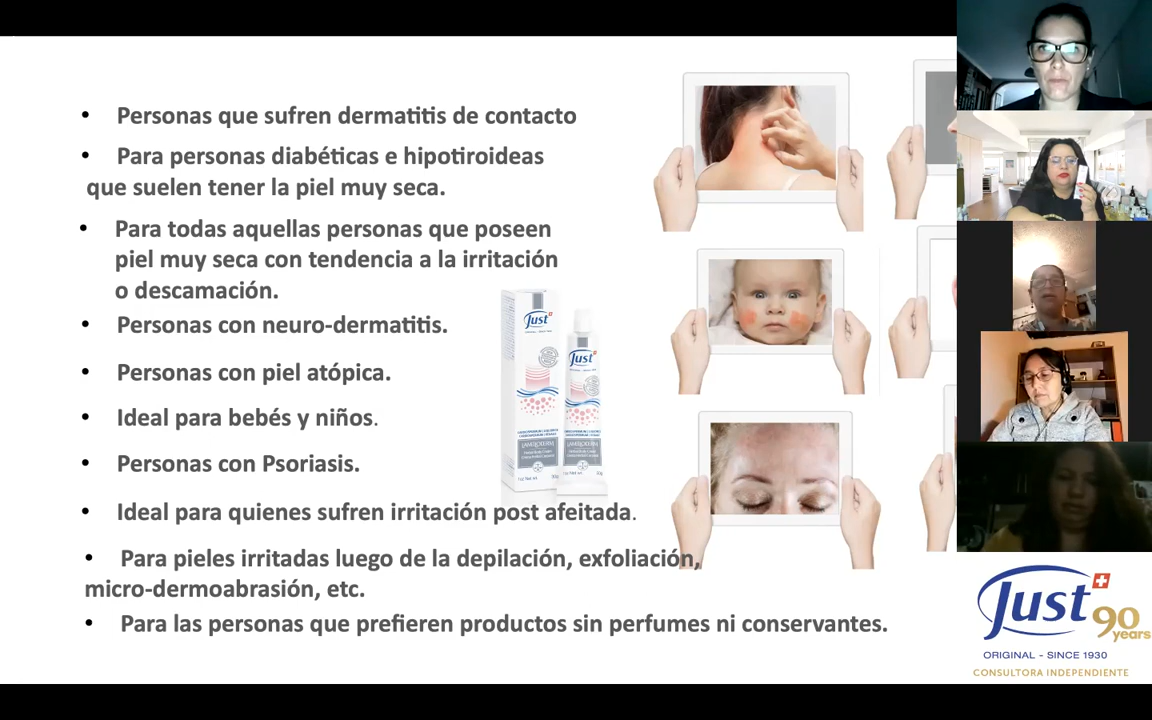 • Personas que sufren dermatitis de contacto
• Para personas diabéticas e hipotiroideas
que suelen tener la piel muy seca.
• Para todas aquellas personas que poseen
piel muy seca con tendencia a la irritación
o descamación.
• Personas con neuro-dermatitis.
• Personas con piel atópica.
• Ideal para bebés y niños.
• Personas con Psoriasis.
• Ideal para quienes sufren irritación post afeitada.
• Para pieles irritadas luego de la depilación, exfoliación,
micro-dermoabrasión, etc.
• Para las personas que prefieren productos sin perfumes ni conservantes.
Just
Just
Just
90
years
ORIGINAL - SINCE 1930
CONSULTORA INDEPENDIENTE